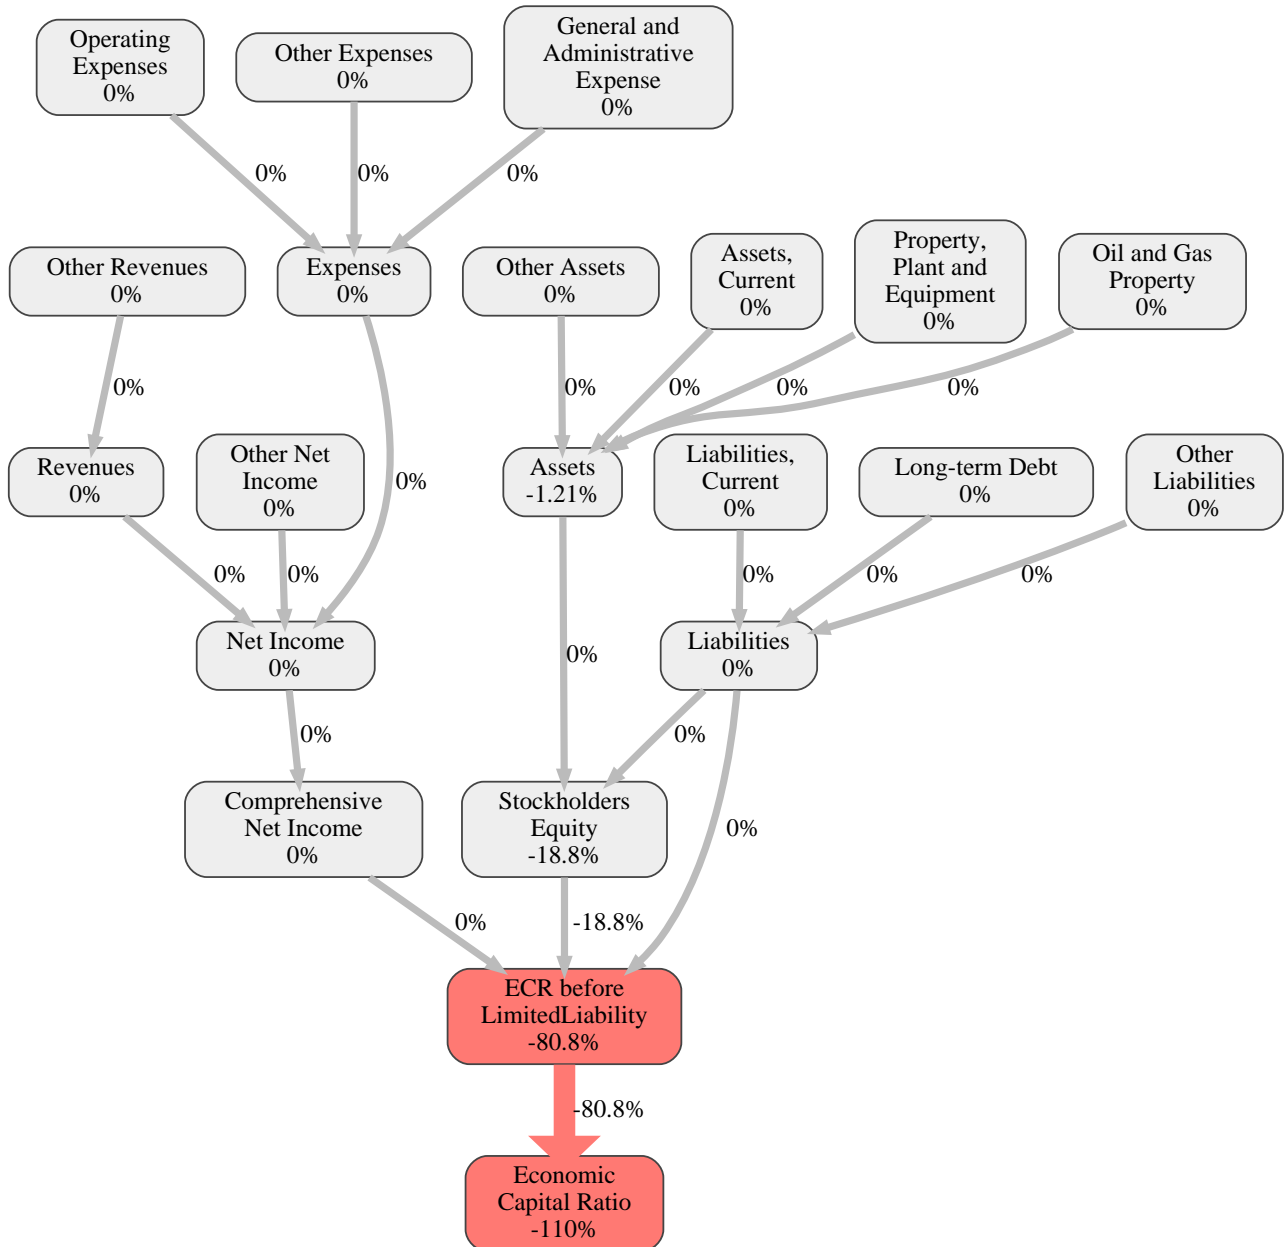 Operating
Expenses
0%
Other Expenses
0%
General and
Administrative
Expense
0%
0%
0%
0%
Other Revenues
0%
Expenses
0%
Other Assets
0%
Assets,
Current
0%
Property,
Plant and
Equipment
0%
Oil and Gas
Property
0%
0%
0%
0%
0%
0%
Revenues
0%
Other Net
Income
0%
0%
Assets
-1.21%
Liabilities,
Current
0%
Long-term Debt
0%
Other
Liabilities
0%
0%
0%
0%
0%
0%
Net Income
0%
0%
Liabilities
0%
0%
0%
Comprehensive
Net Income
0%
Stockholders
Equity
-18.8%
0%
0%
-18.8%
ECR before
LimitedLiability
-80.8%
-80.8%
Economic
Capital Ratio
-110%